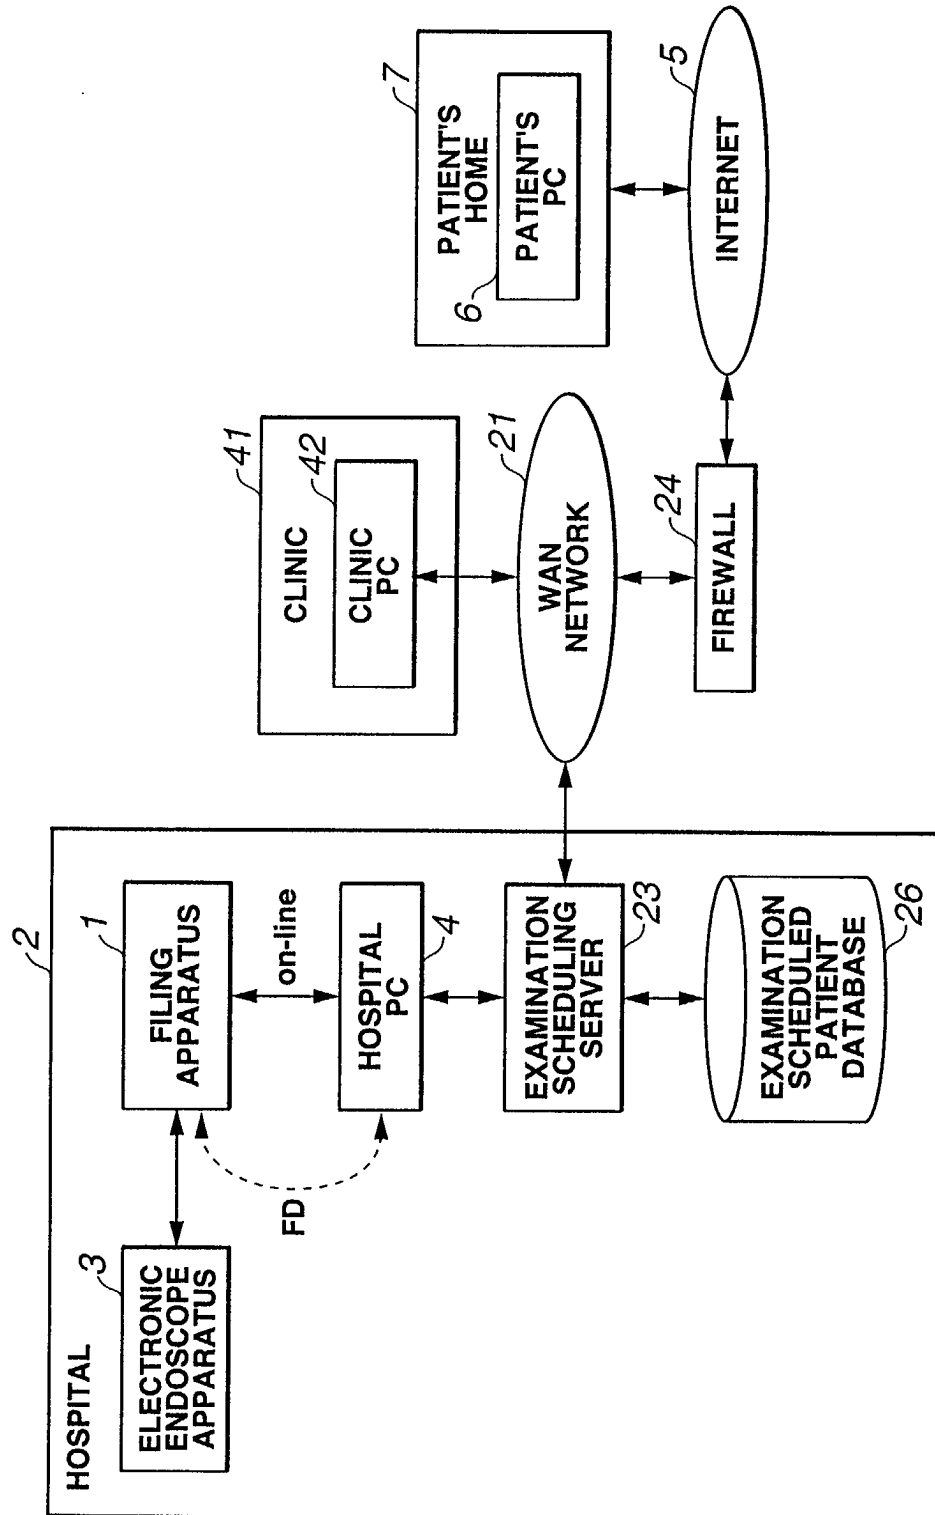 HOSPITAL
2
3
ELECTRONIC
ENDOSCOPE
APPARATUS
1
FILING
APPARATUS
on-line
FD
4
HOSPITAL
PC
EXAMINATION
SCHEDULING
SERVER
23
EXAMINATION
SCHEDULED
PATIENT
DATABASE
26
41
CLINIC
42
CLINIC
PC
21
WAN
NETWORK
24
FIREWALL
7
PATIENT'S
HOME
6
PATIENT'S
PC
5
INTERNET